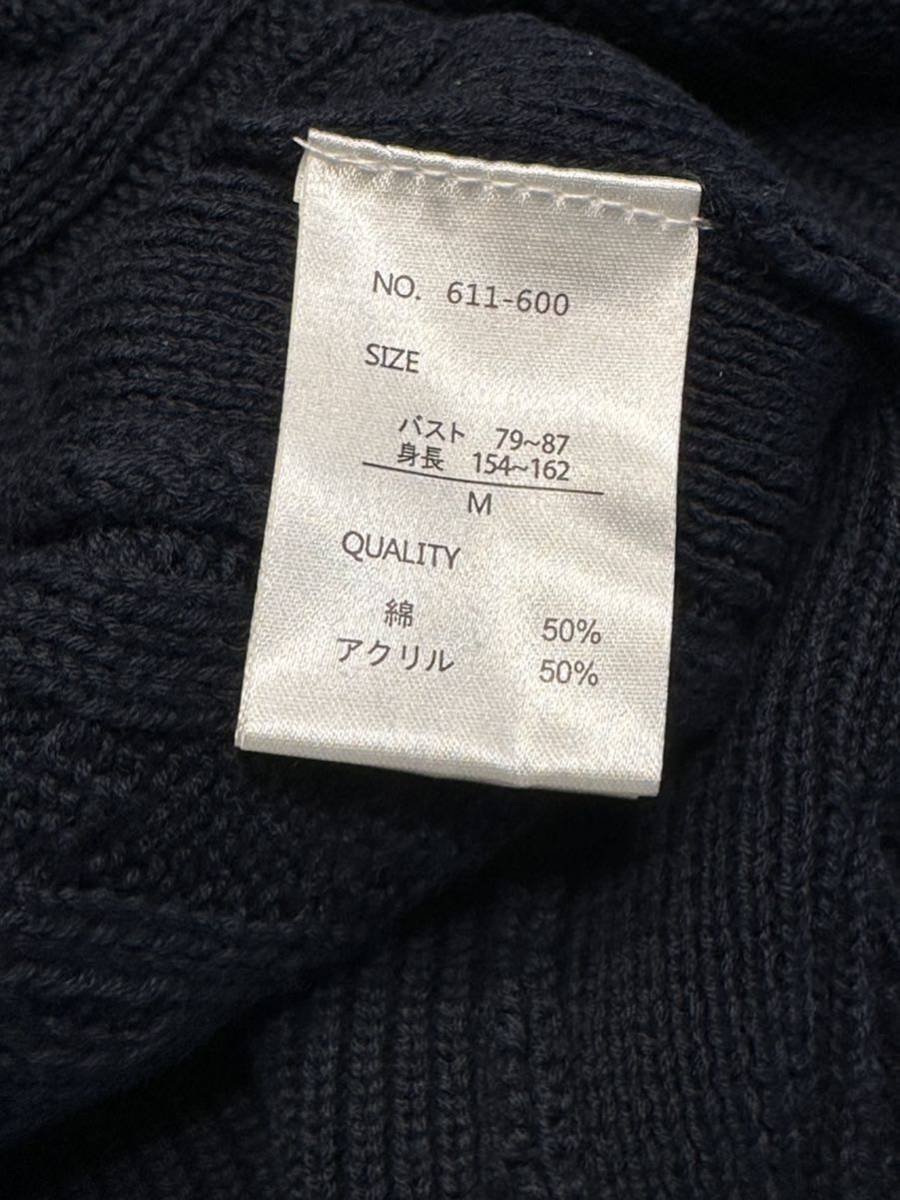 NO. 611-600
SIZE
バスト 79~87
身長 154~162
M
QUALITY
綿 50%
アクリル 50%